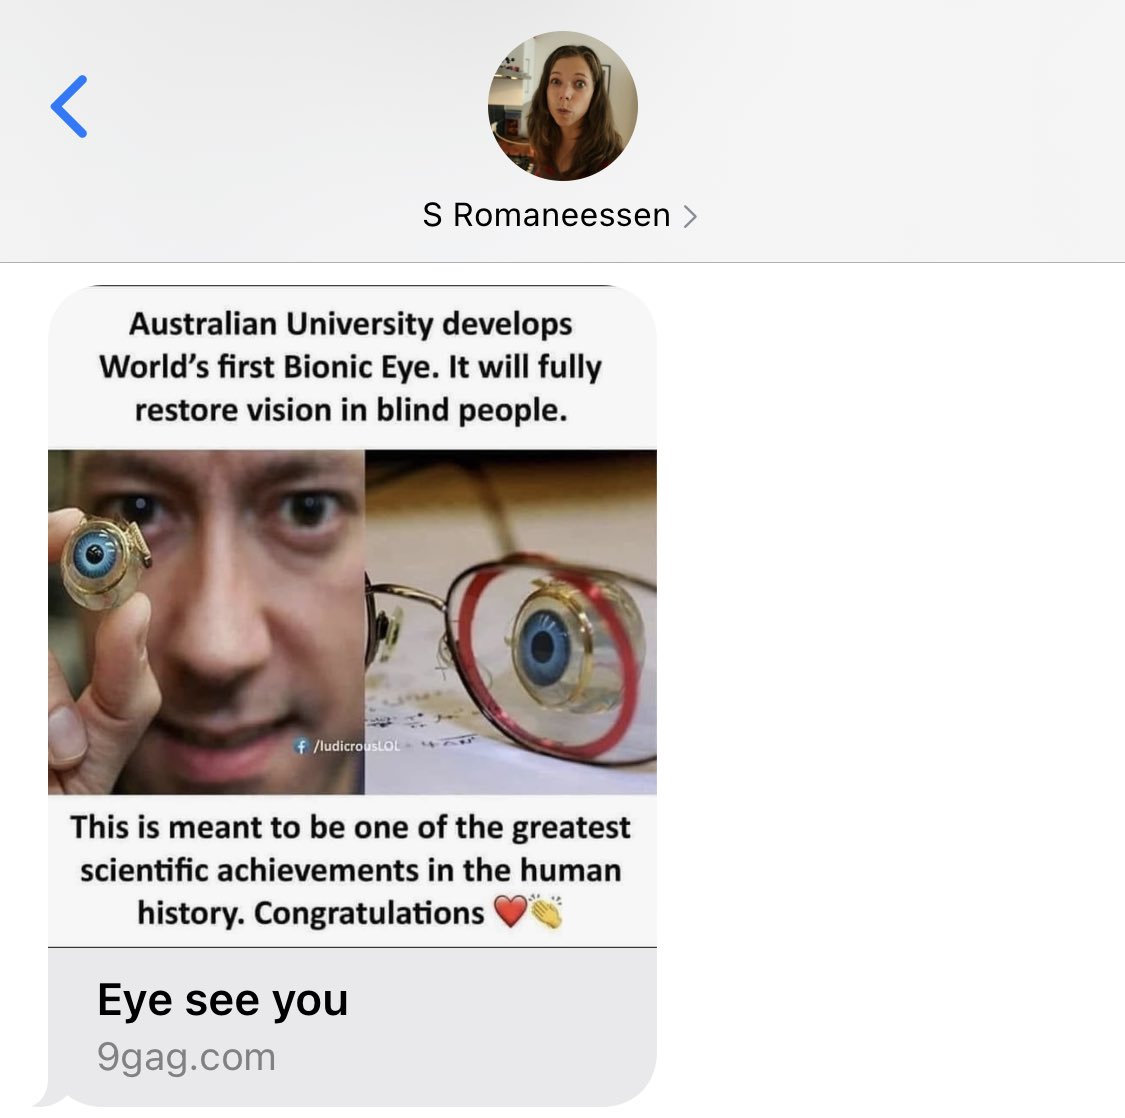 S Romaneessen
Australian University develops
World's first Bionic Eye. It will fully
restore vision in blind people.
/ludicrousLOL
This is meant to be one of the greatest
scientific achievements in the human
history. Congratulations ❤️👏
Eye see you
9gag.com